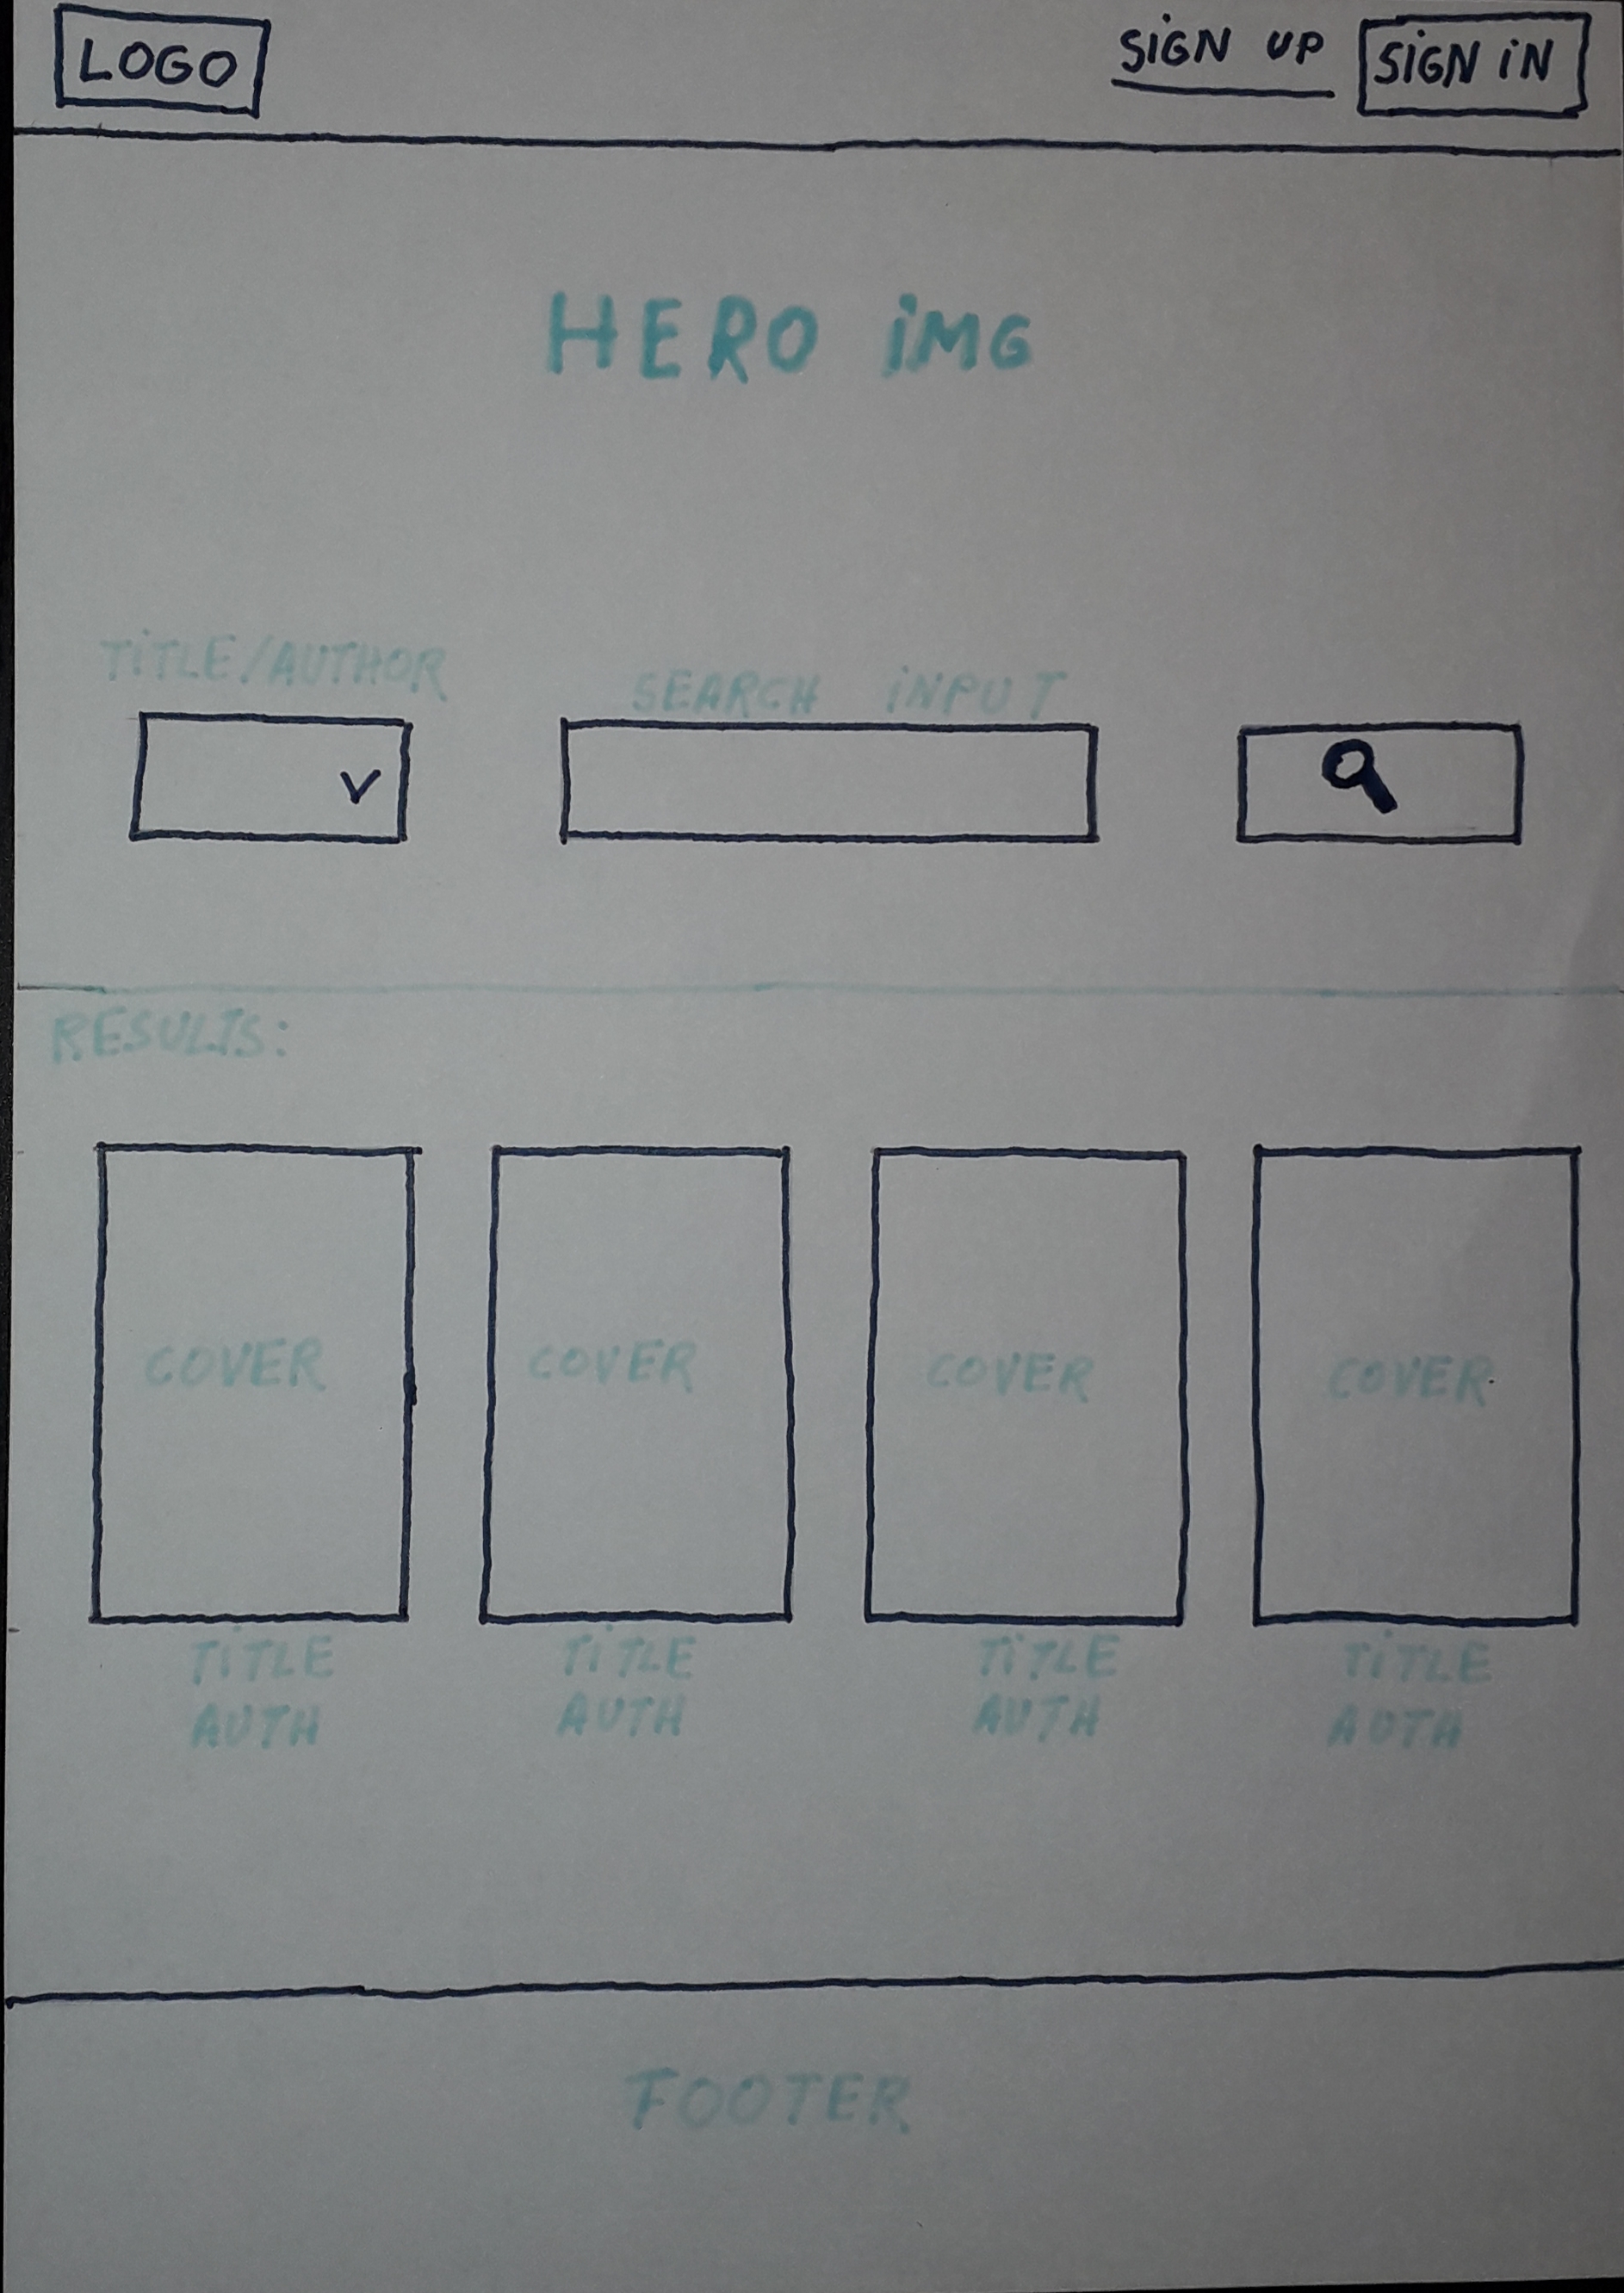 LOGO
SiGN UP
SiGN iN
HERO iMG
TiTLE/AUTHOR
SEARCH iNPUT
RESULTS:
COVER COVER COVER COVER
TiTLE TiTLE TiTLE TiTLE
AUTH AUTH AUTH AUTH
FOOTER